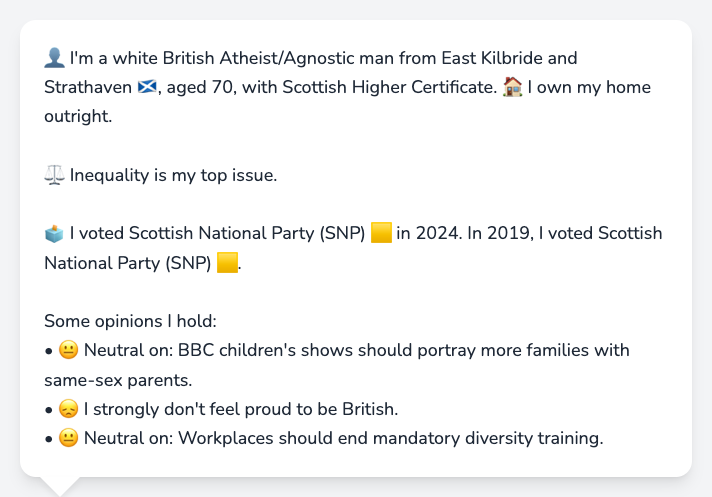 👤 I'm a white British Atheist/Agnostic man from East Kilbride and
Strathaven 🏴󠁧󠁢󠁳󠁣󠁴󠁿, aged 70, with Scottish Higher Certificate. 🏠 I own my home
outright.
⚖️ Inequality is my top issue.
🗳️ I voted Scottish National Party (SNP) 🟨 in 2024. In 2019, I voted Scottish
National Party (SNP) 🟨.
Some opinions I hold:
• 😐 Neutral on: BBC children's shows should portray more families with
same-sex parents.
• 😞 I strongly don't feel proud to be British.
• 😐 Neutral on: Workplaces should end mandatory diversity training.